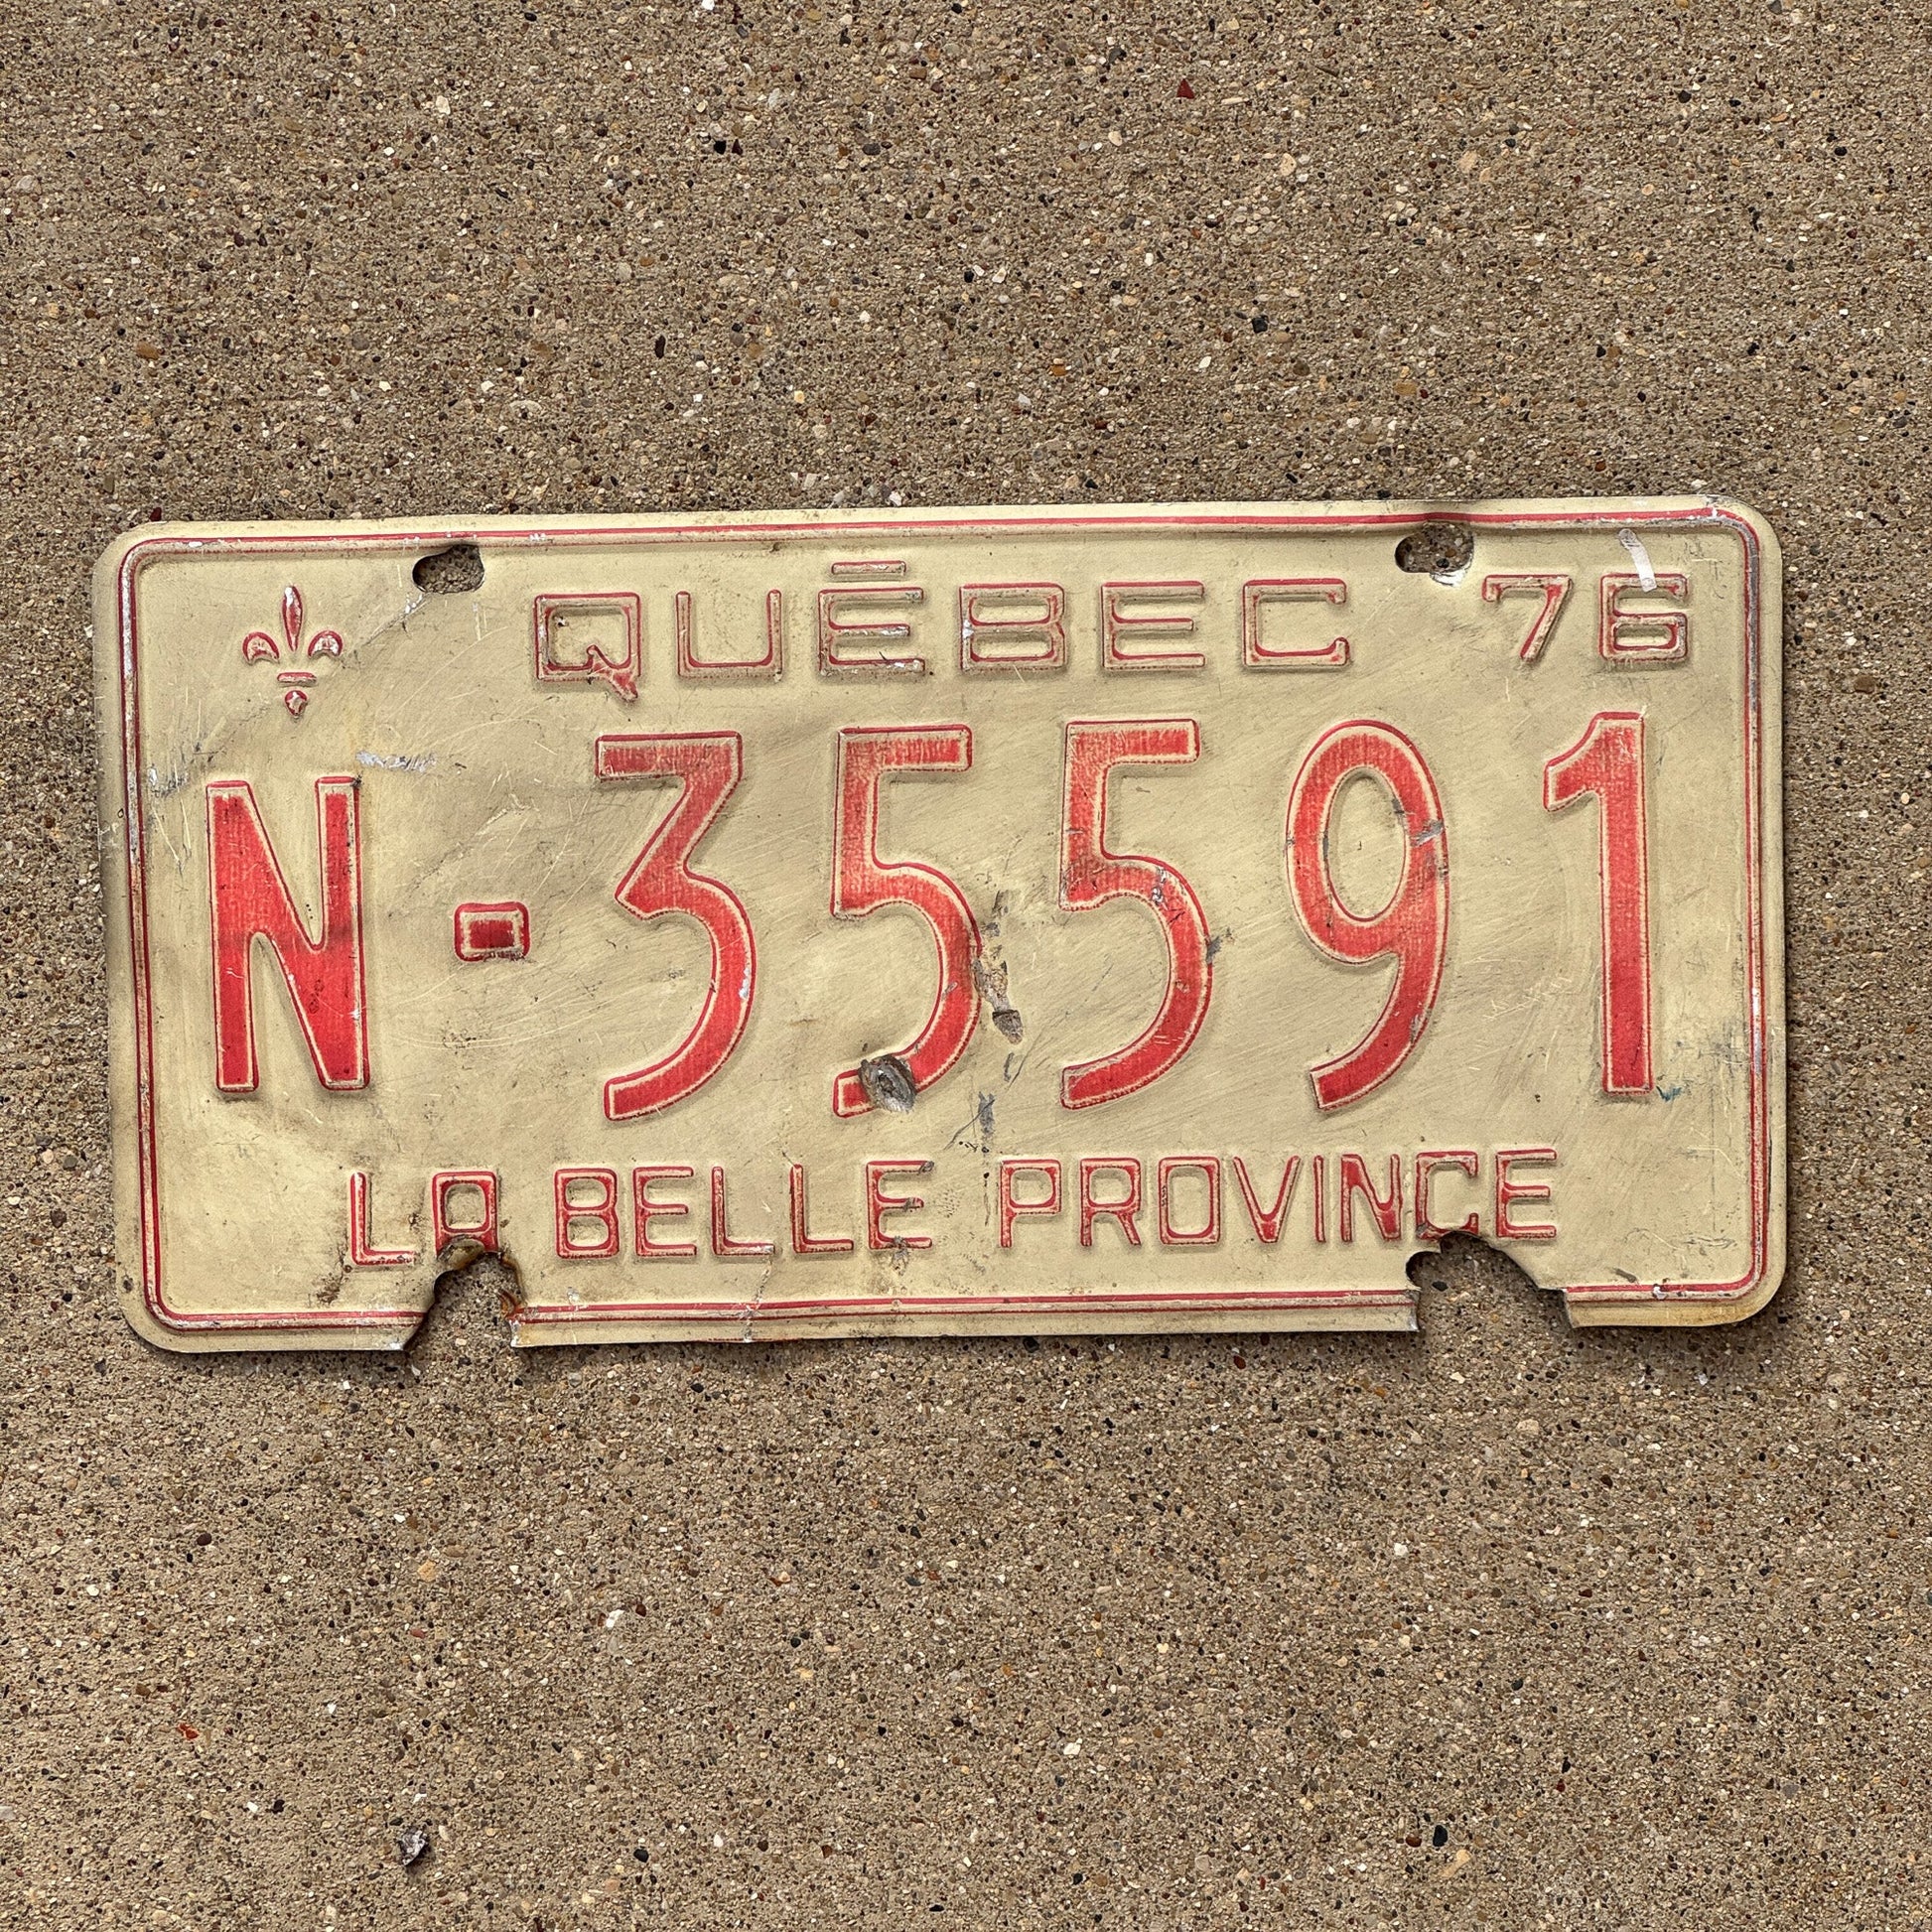 QUÉBEC 76
N-35591
LA BELLE PROVINCE